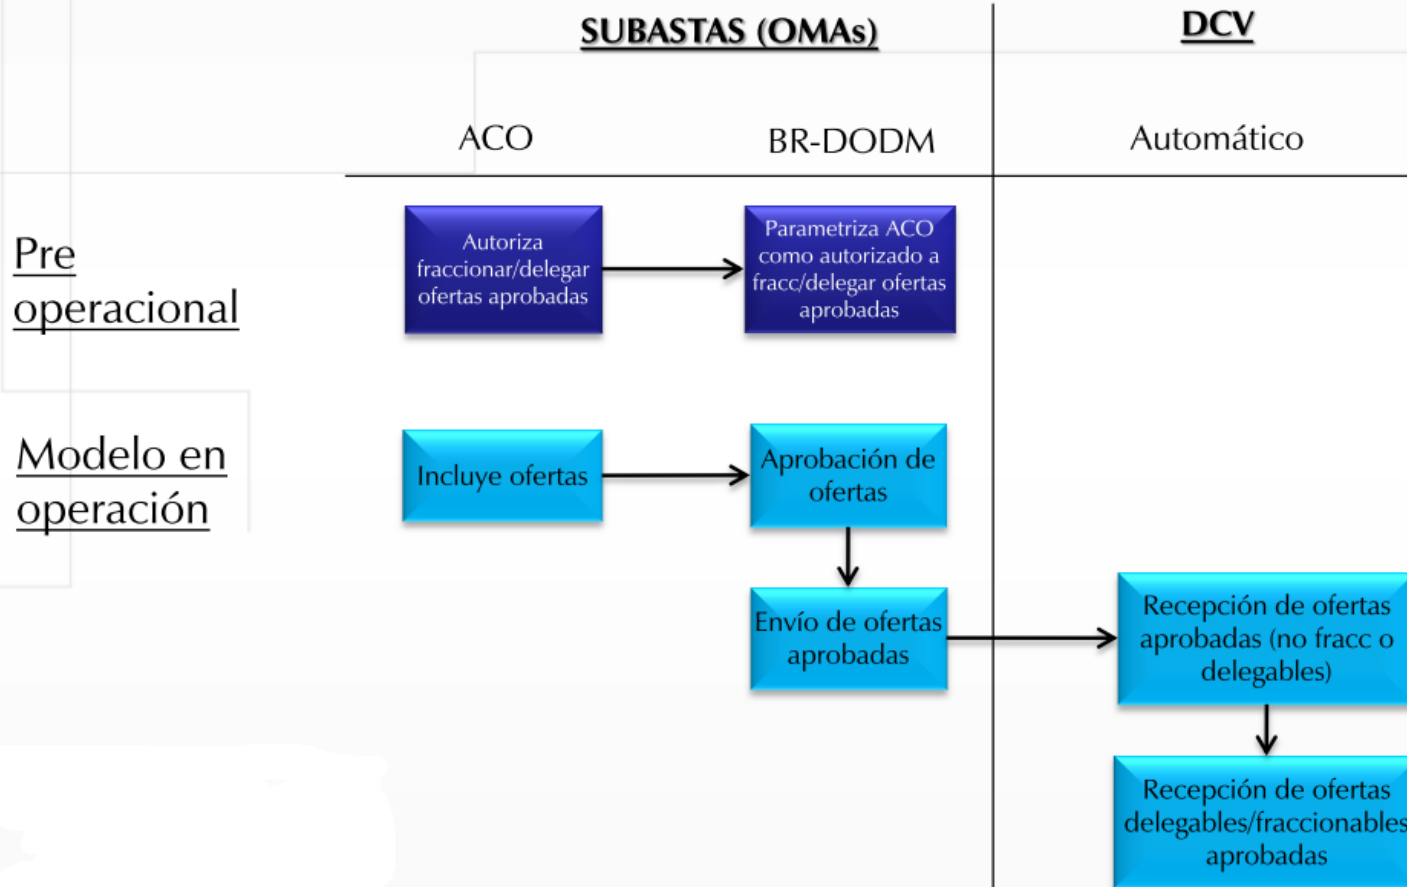 SUBASTAS (OMAs)
DCV
ACO
BR-DODM
Automático
Pre
operacional
Autoriza
fraccionar/delegar
ofertas aprobadas
Parametriza ACO
como autorizado a
fracc/delegar ofertas
aprobadas
Modelo en
operación
Incluye ofertas
Aprobación de
ofertas
Envío de ofertas
aprobadas
Recepción de ofertas
aprobadas (no fracc o
delegables)
Recepción de ofertas
delegables/fraccionables
aprobadas